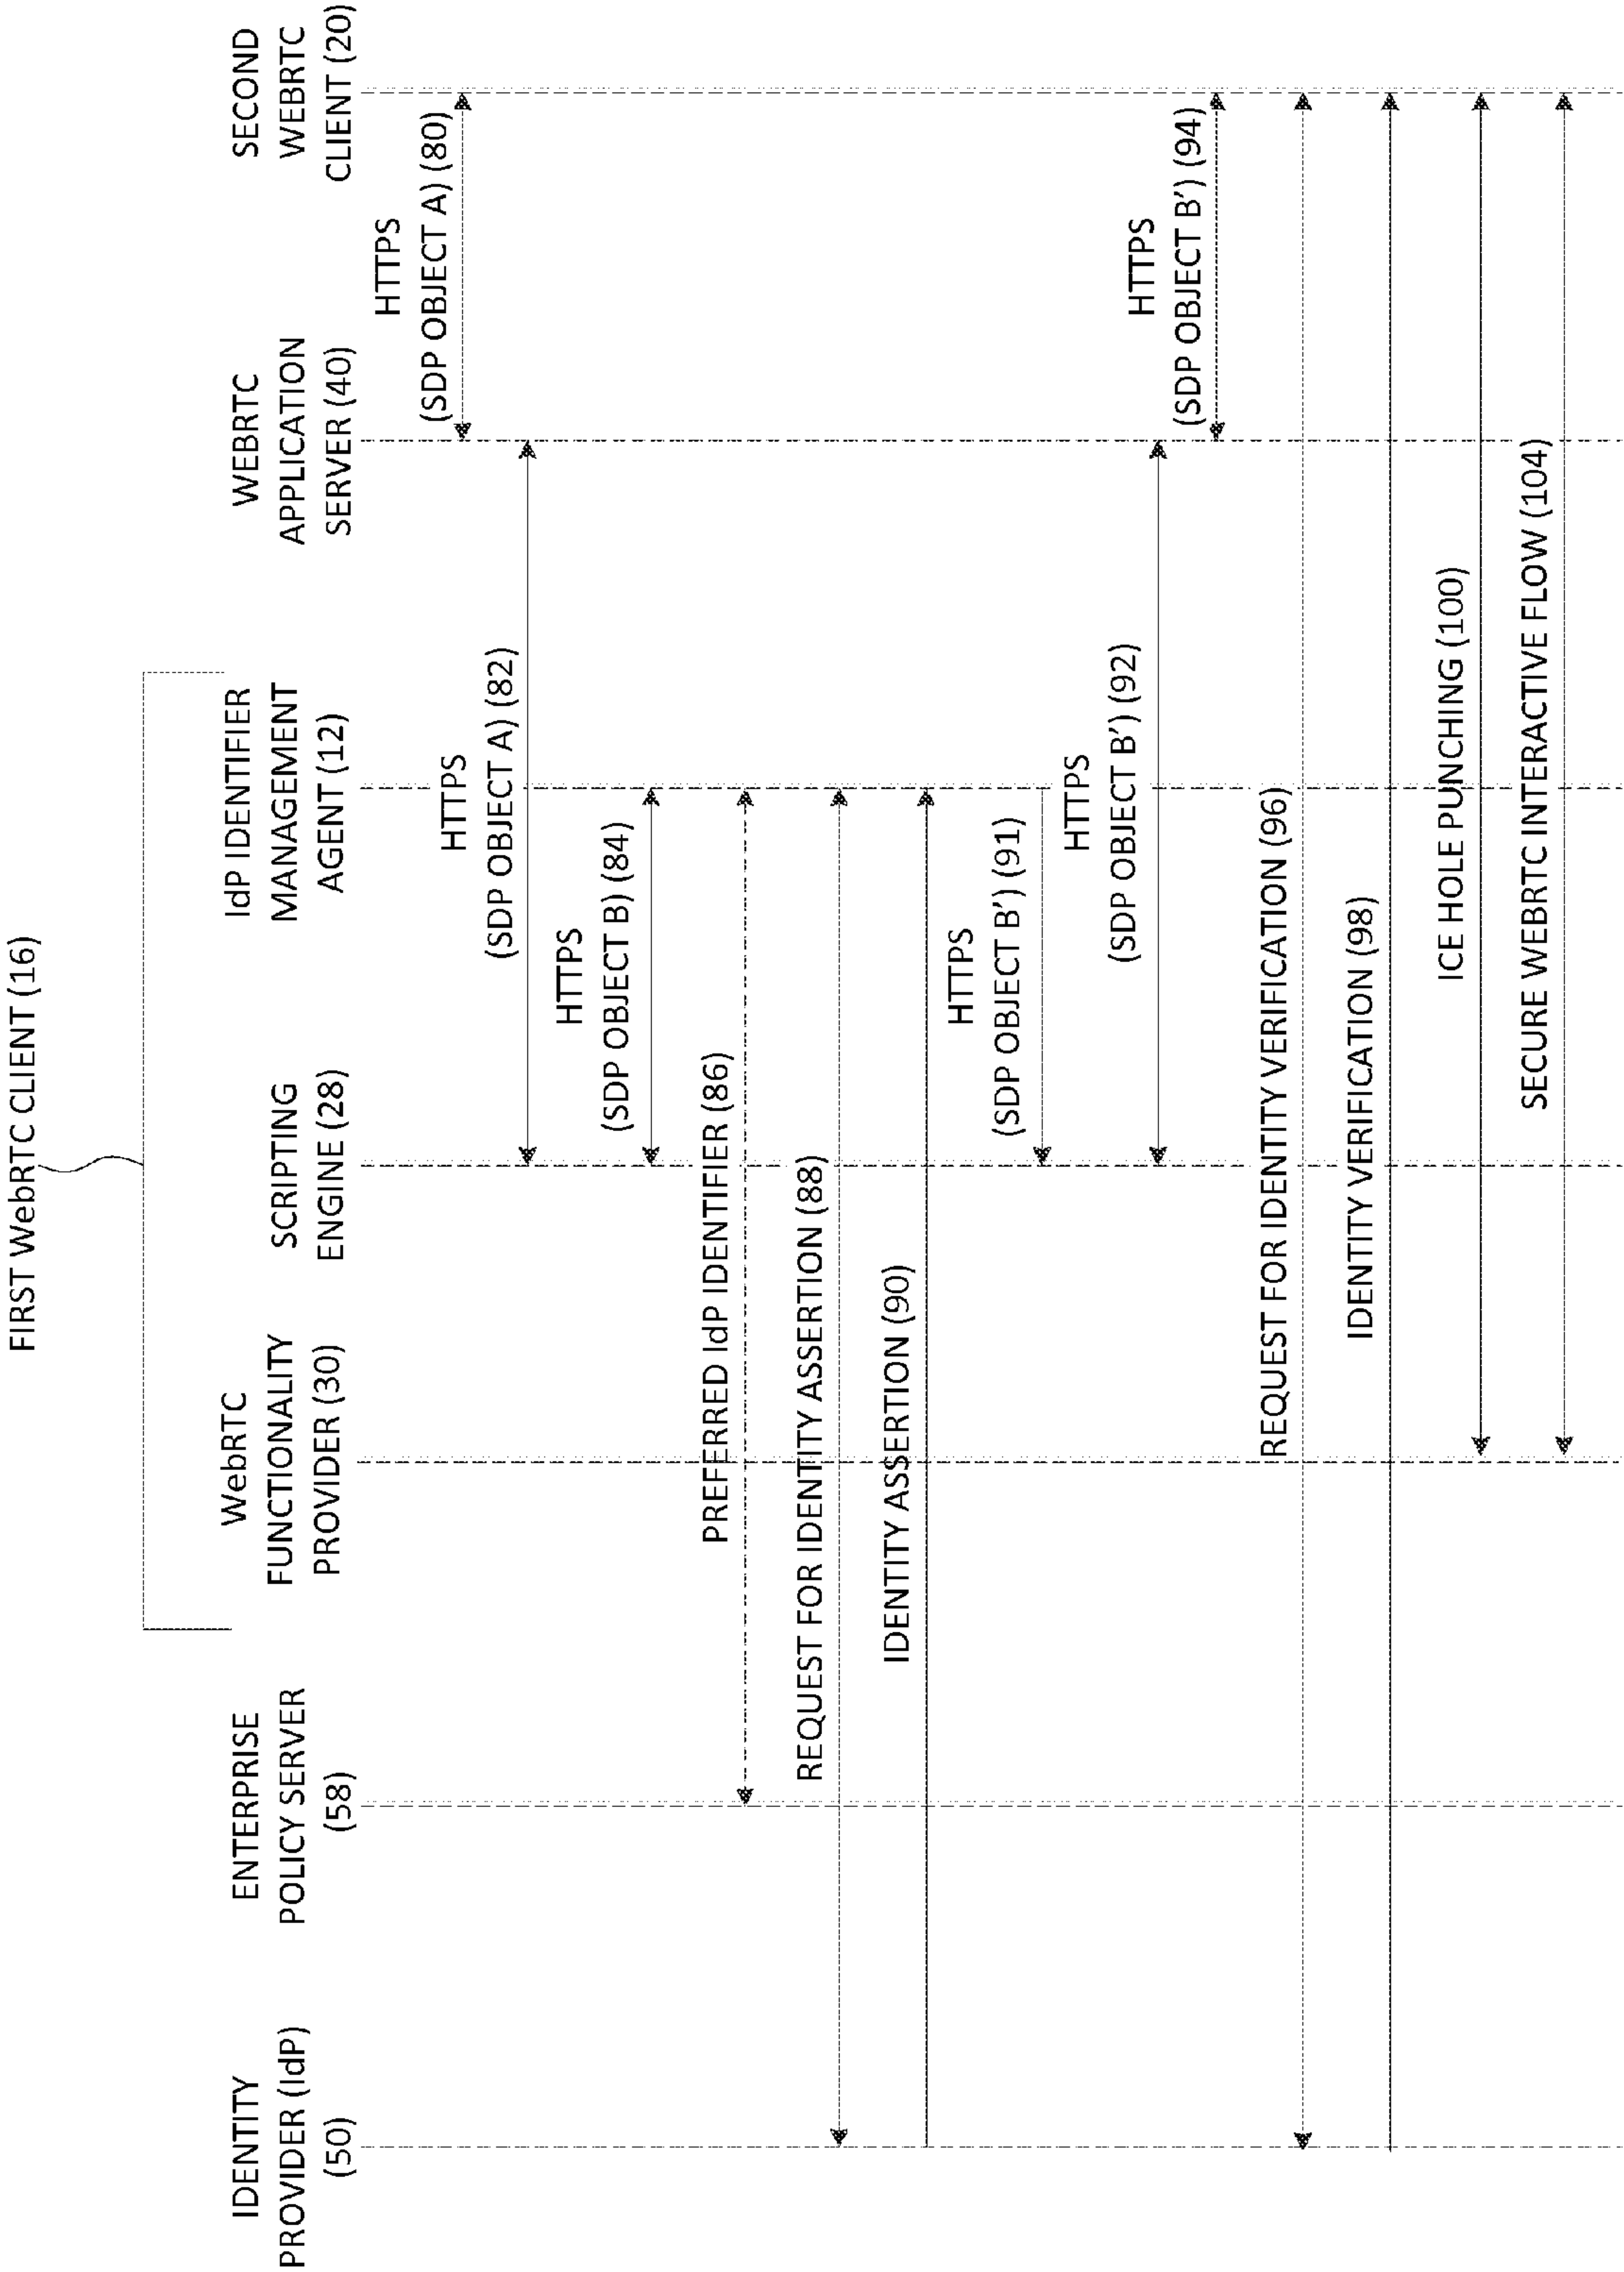 FIRST WebRTC CLIENT (16)
IDENTITY
PROVIDER (IdP)
(50)
ENTERPRISE
POLICY SERVER
(58)
WebRTC
FUNCTIONALITY
PROVIDER (30)
SCRIPTING
ENGINE (28)
IdP IDENTIFIER
MANAGEMENT
AGENT (12)
WEBRTC
APPLICATION
SERVER (40)
SECOND
WEBRTC
CLIENT (20)
HTTPS
(SDP OBJECT A) (80)
HTTPS
(SDP OBJECT A) (82)
HTTPS
(SDP OBJECT B) (84)
PREFERRED IdP IDENTIFIER (86)
REQUEST FOR IDENTITY ASSERTION (88)
IDENTITY ASSERTION (90)
HTTPS
(SDP OBJECT B’) (91)
HTTPS
(SDP OBJECT B’) (92)
HTTPS
(SDP OBJECT B’) (94)
REQUEST FOR IDENTITY VERIFICATION (96)
IDENTITY VERIFICATION (98)
ICE HOLE PUNCHING (100)
SECURE WEBRTC INTERACTIVE FLOW (104)